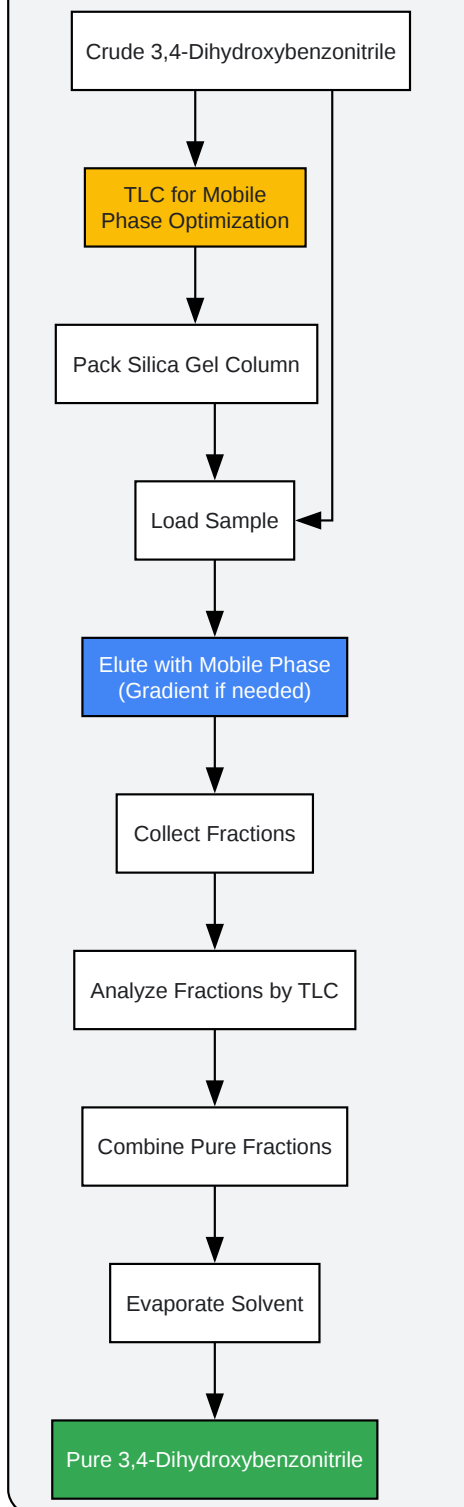 Crude 3,4-Dihydroxybenzonitrile
TLC for Mobile
Phase Optimization
Pack Silica Gel Column
Load Sample
Elute with Mobile Phase
(Gradient if needed)
Collect Fractions
Analyze Fractions by TLC
Combine Pure Fractions
Evaporate Solvent
Pure 3,4-Dihydroxybenzonitrile